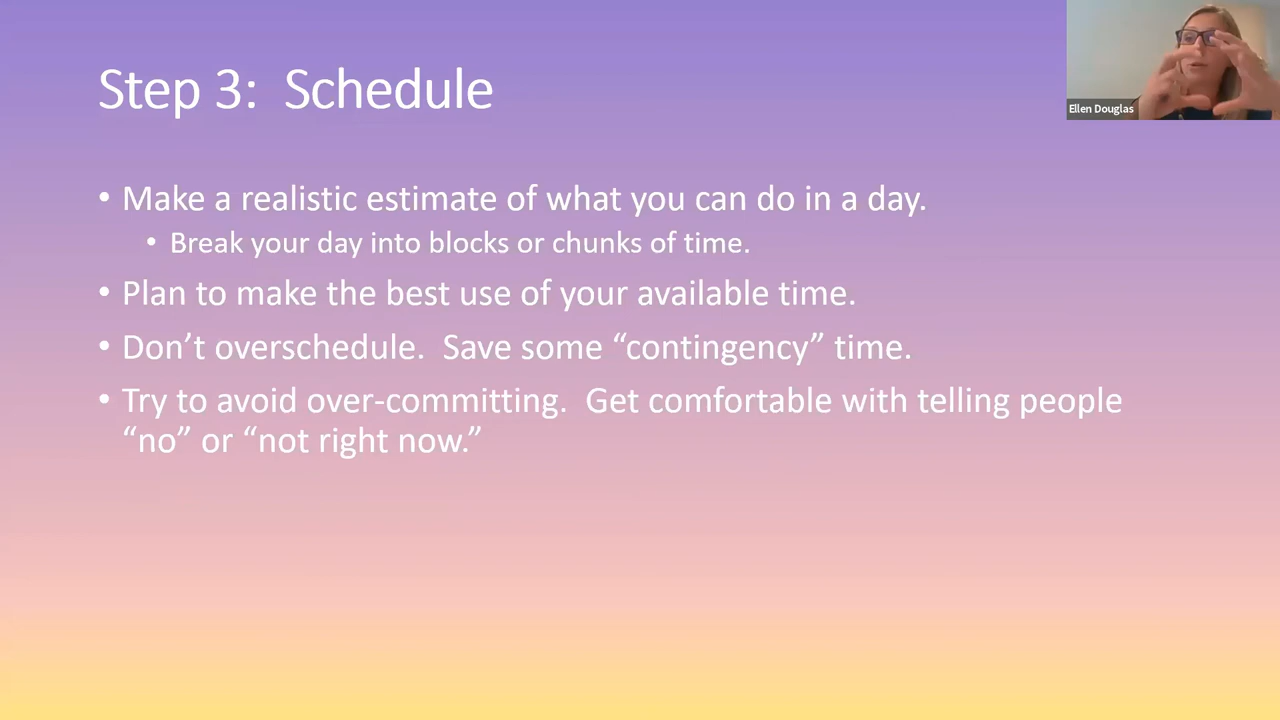 Step 3:  Schedule
Ellen Douglas
• Make a realistic estimate of what you can do in a day.
• Break your day into blocks or chunks of time.
• Plan to make the best use of your available time.
• Don’t overschedule.  Save some “contingency” time.
• Try to avoid over-committing.  Get comfortable with telling people
“no” or “not right now.”